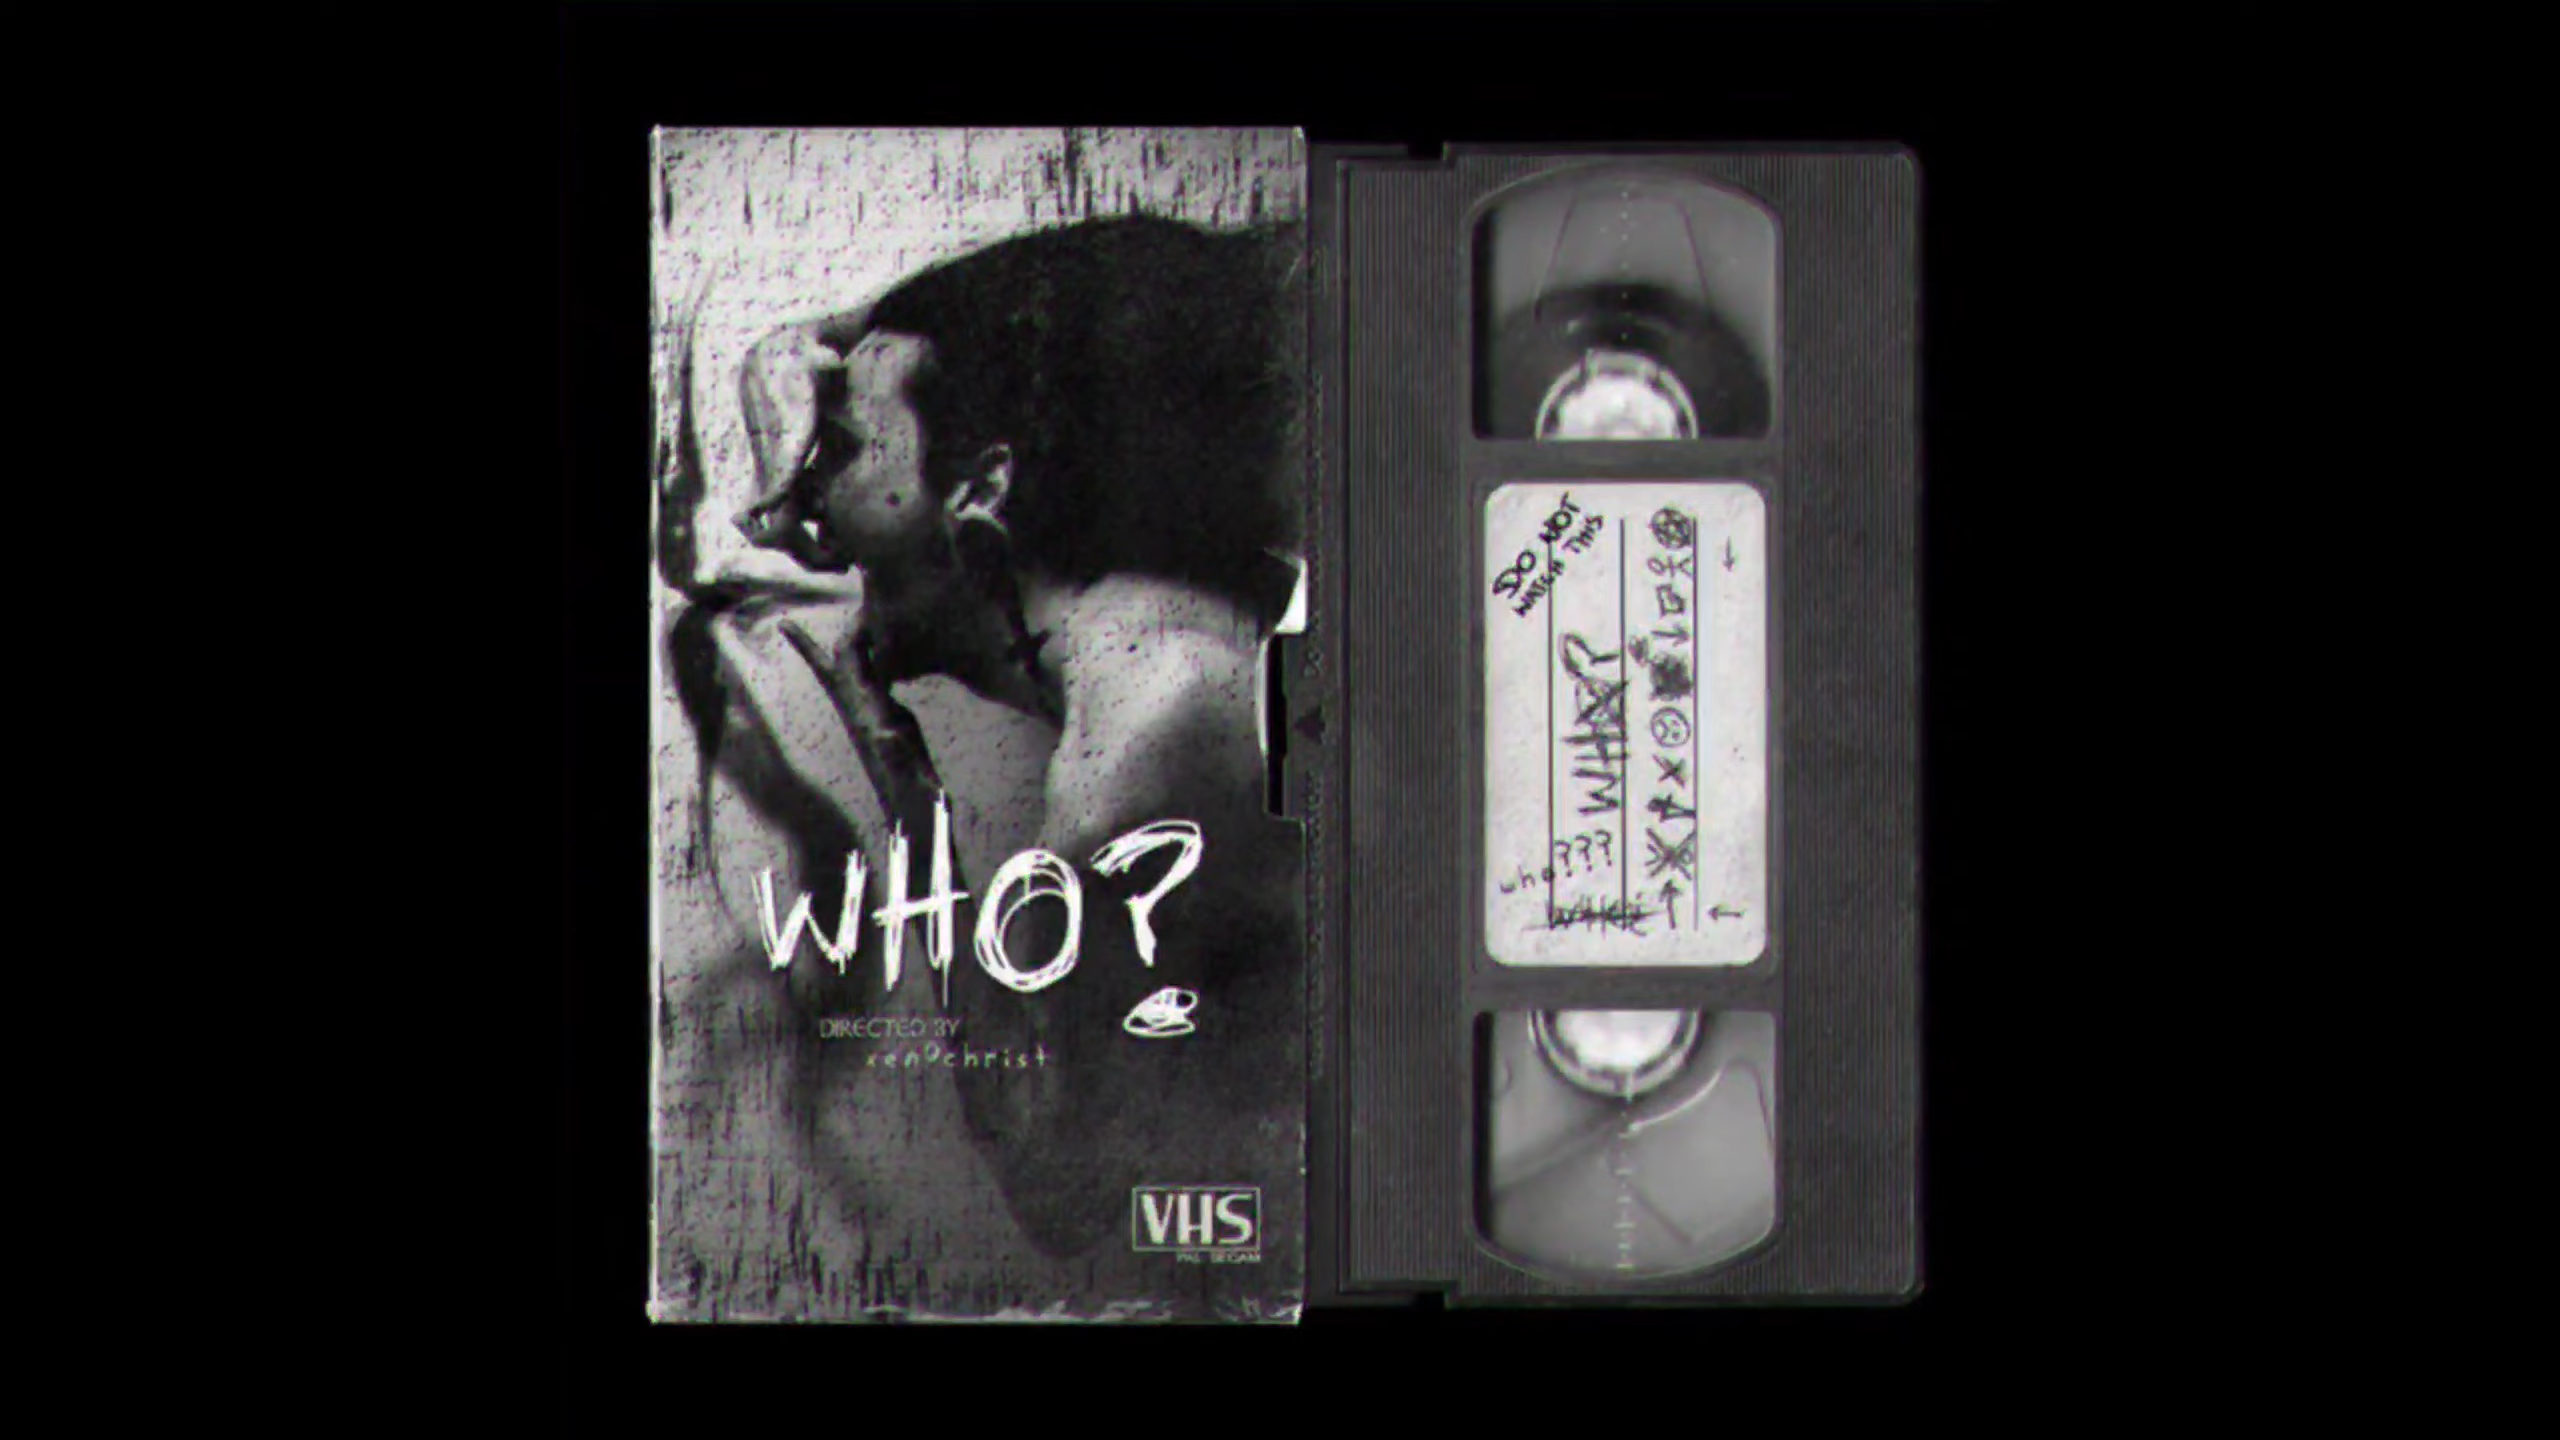 WHO?
DIRECTED BY
xen0christ
VHS
PAL SECAM
DO NOT
WATCH THIS
WHO?
who???